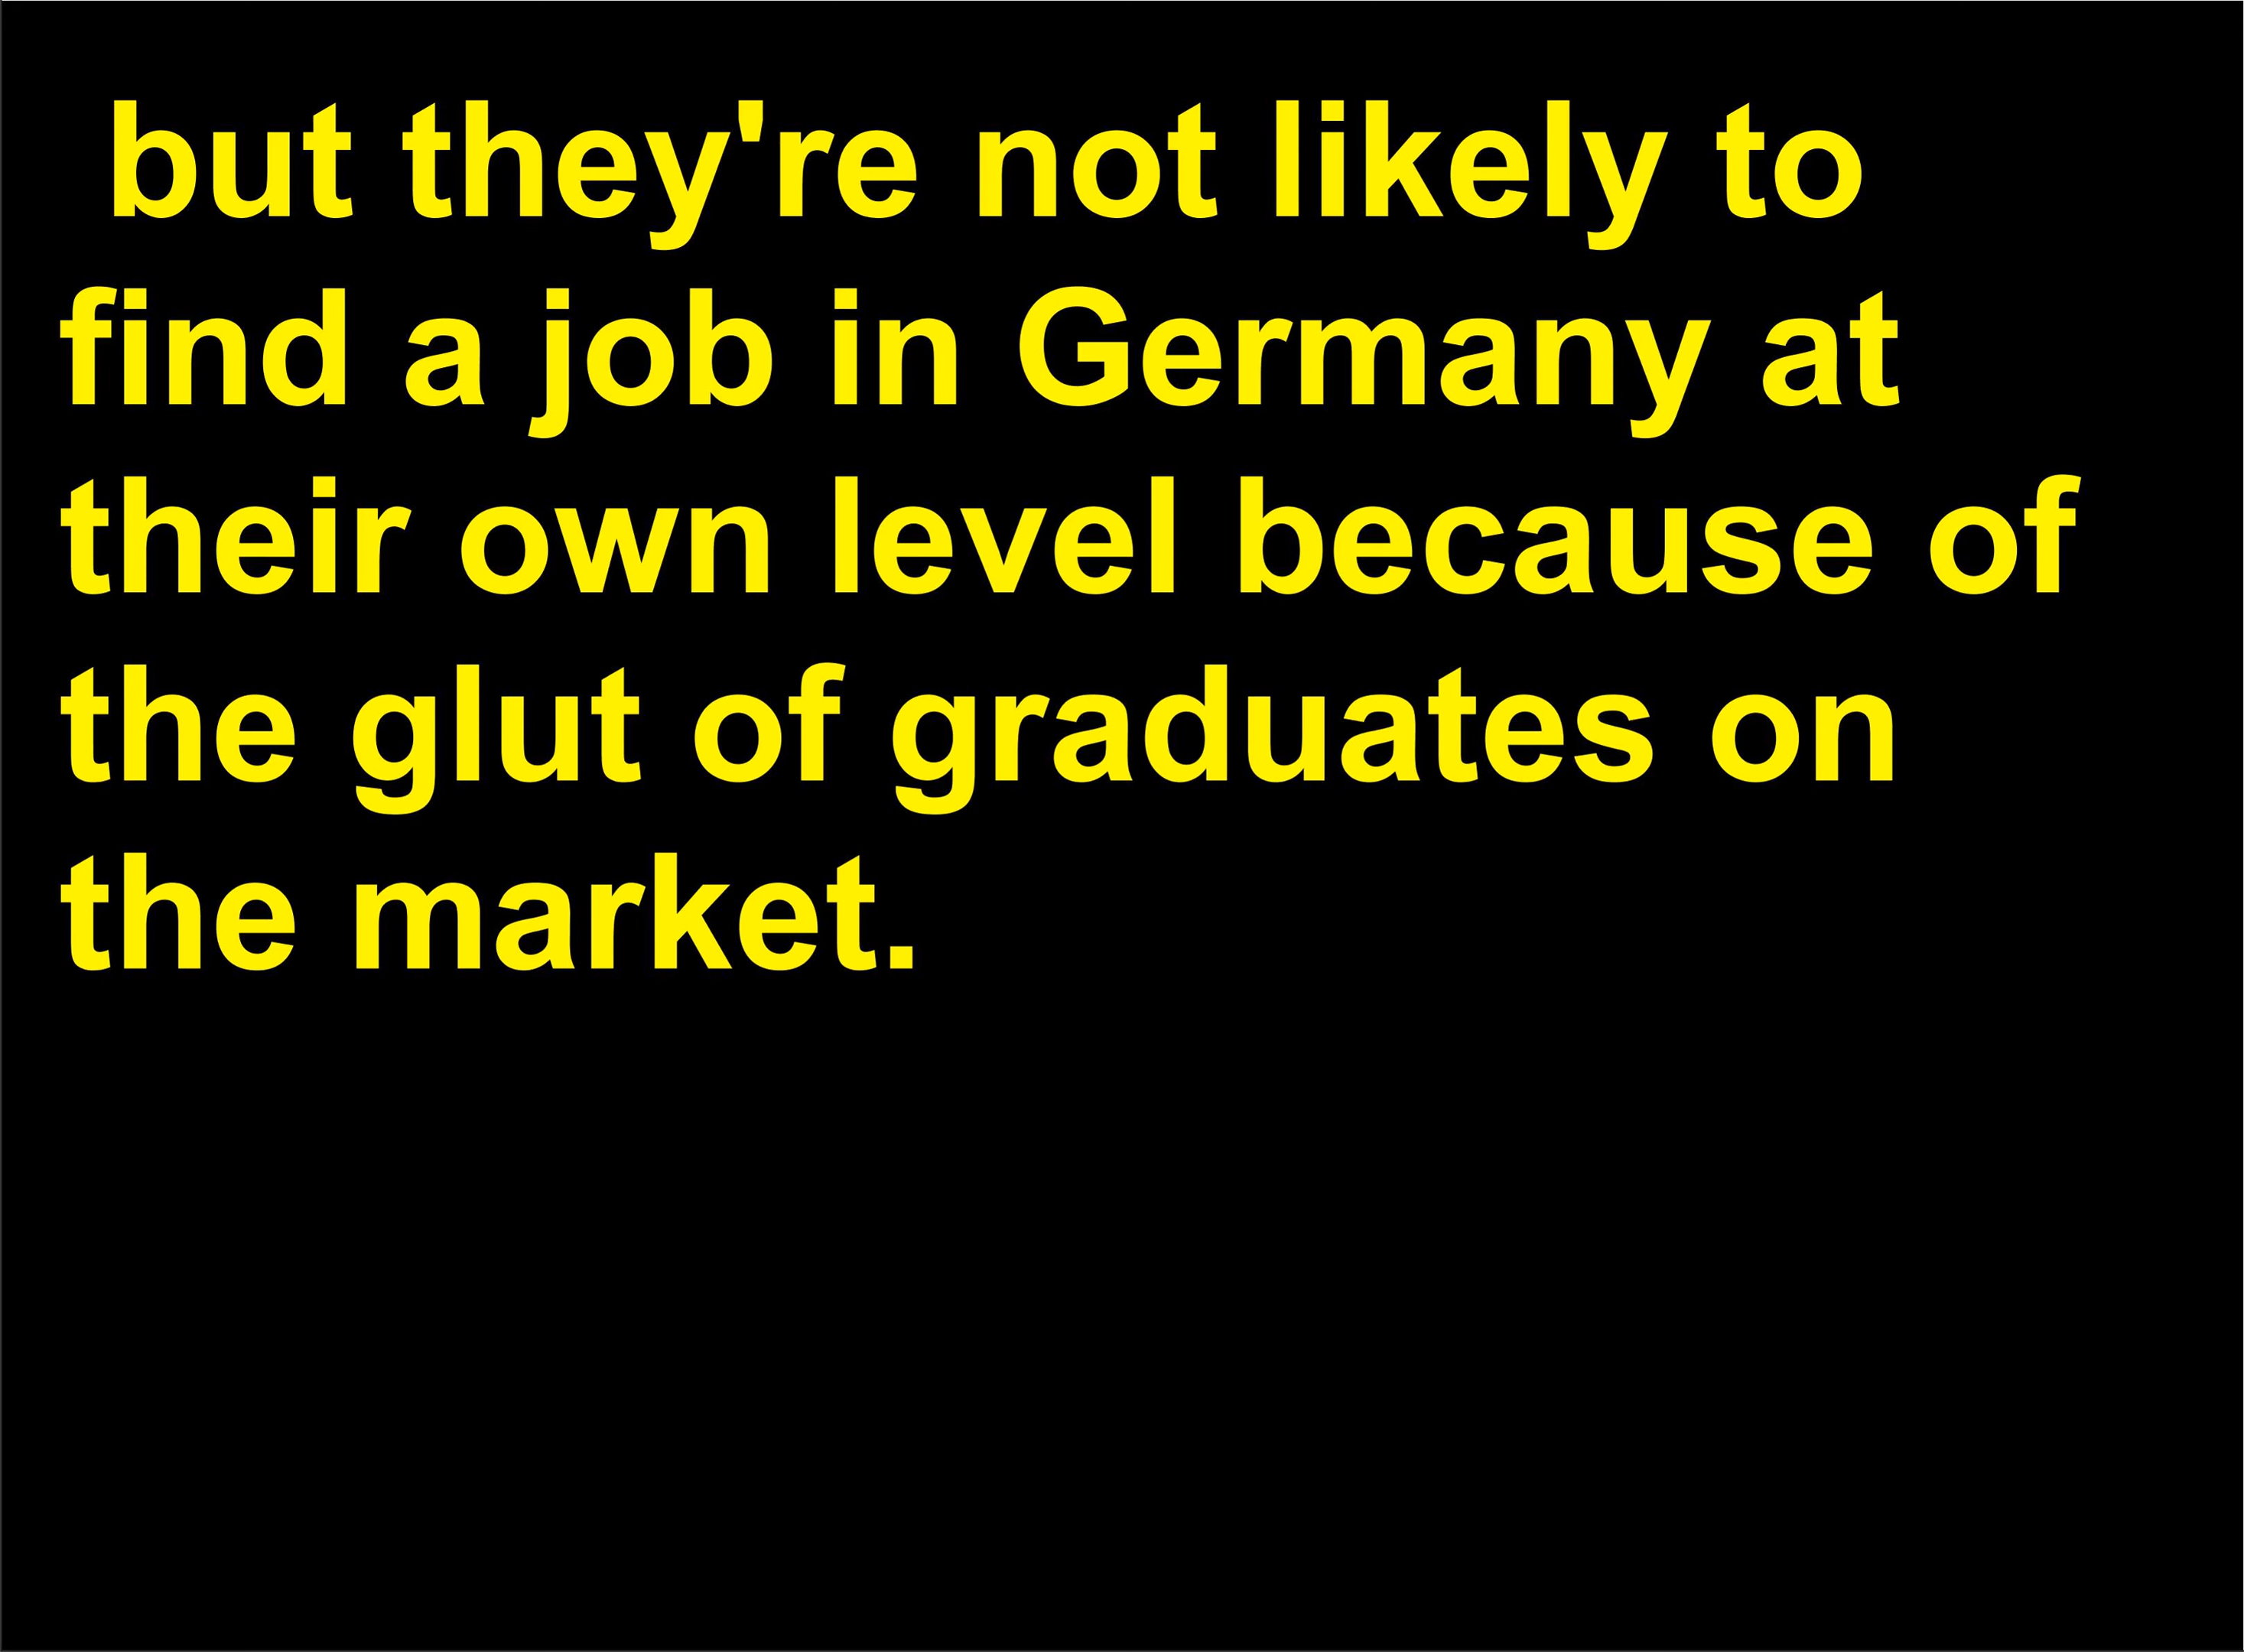 but they're not likely to
find a job in Germany at
their own level because of
the glut of graduates on
the market.